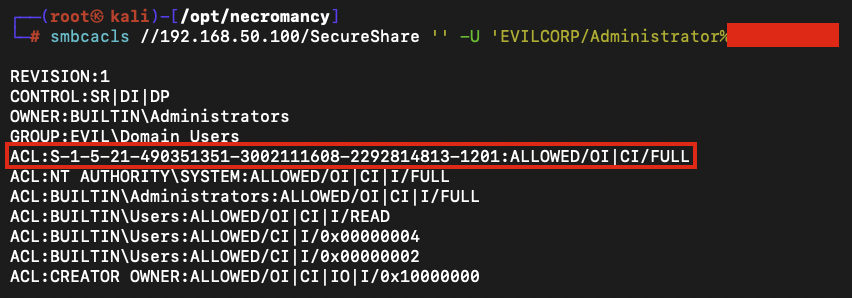 ┌──(root㉿kali)-[/opt/necromancy]
└─# smbcacls //192.168.50.100/SecureShare '' -U 'EVILCORP/Administrator%
REVISION:1
CONTROL:SR|DI|DP
OWNER:BUILTIN\Administrators
GROUP:EVIL\Domain Users
ACL:S-1-5-21-490351351-3002111608-2292814813-1201:ALLOWED/OI|CI/FULL
ACL:NT AUTHORITY\SYSTEM:ALLOWED/OI|CI|I/FULL
ACL:BUILTIN\Administrators:ALLOWED/OI|CI|I/FULL
ACL:BUILTIN\Users:ALLOWED/OI|CI|I/READ
ACL:BUILTIN\Users:ALLOWED/CI|I/0x00000004
ACL:BUILTIN\Users:ALLOWED/CI|I/0x00000002
ACL:CREATOR OWNER:ALLOWED/OI|CI|IO|I/0x10000000